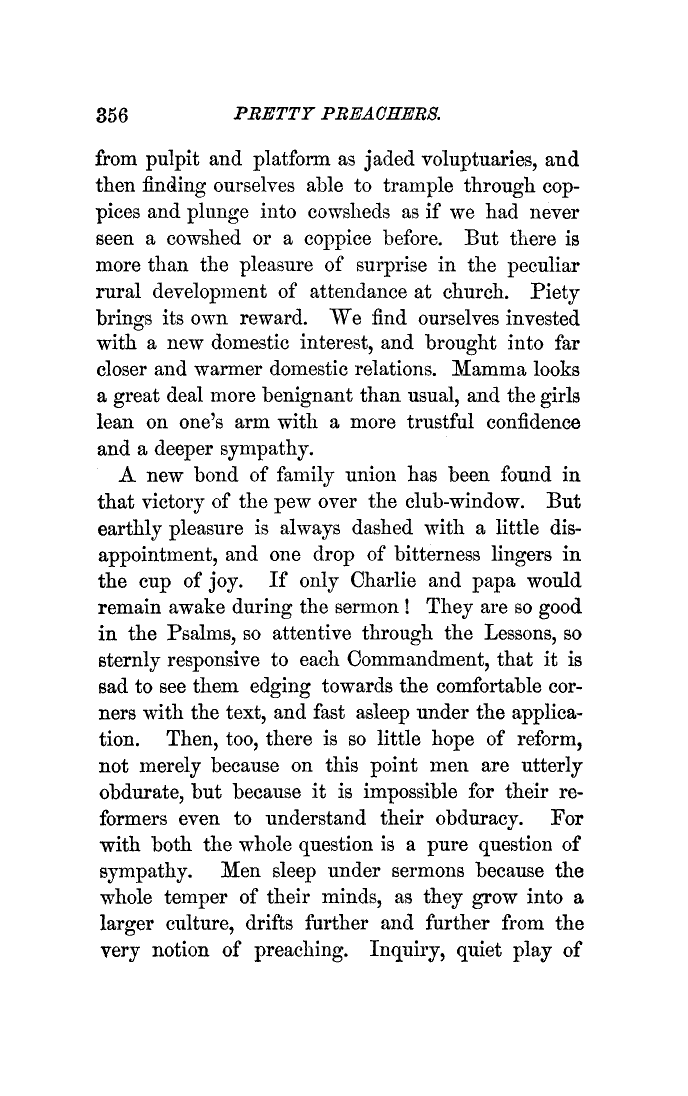 356 PRETTY PREACHERS.
from pulpit and platform as jaded voluptuaries, and
then finding ourselves able to trample through cop-
pices and plunge into cowsheds as if we had never
seen a cowshed or a coppice before. But there is
more than the pleasure of surprise in the peculiar
rural development of attendance at church. Piety
brings its own reward. We find ourselves invested
with a new domestic interest, and brought into far
closer and warmer domestic relations. Mamma looks
a great deal more benignant than usual, and the girls
lean on one's arm with a more trustful confidence
and a deeper sympathy.
A new bond of family union has been found in
that victory of the pew over the club-window. But
earthly pleasure is always dashed with a little dis-
appointment, and one drop of bitterness lingers in
the cup of joy. If only Charlie and papa would
remain awake during the sermon! They are so good
in the Psalms, so attentive through the Lessons, so
sternly responsive to each Commandment, that it is
sad to see them edging towards the comfortable cor-
ners with the text, and fast asleep under the applica-
tion. Then, too, there is so little hope of reform,
not merely because on this point men are utterly
obdurate, but because it is impossible for their re-
formers even to understand their obduracy. For
with both the whole question is a pure question of
sympathy. Men sleep under sermons because the
whole temper of their minds, as they grow into a
larger culture, drifts further and further from the
very notion of preaching. Inquiry, quiet play of